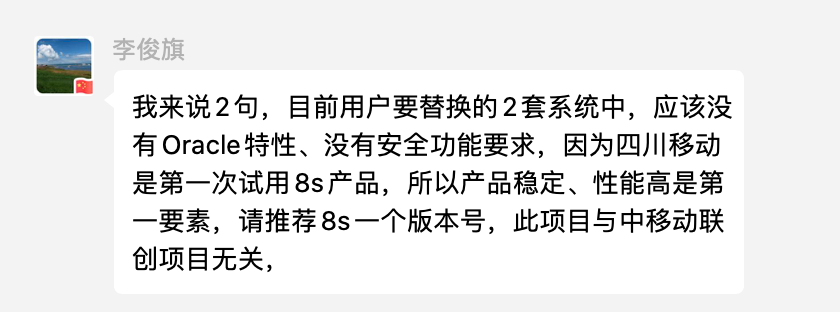 李俊旗
我来说2句，目前用户要替换的2套系统中，应该没
有Oracle特性、没有安全功能要求，因为四川移动
是第一次试用8s产品，所以产品稳定、性能高是第
一要素，请推荐8s一个版本号，此项目与中移动联
创项目无关，